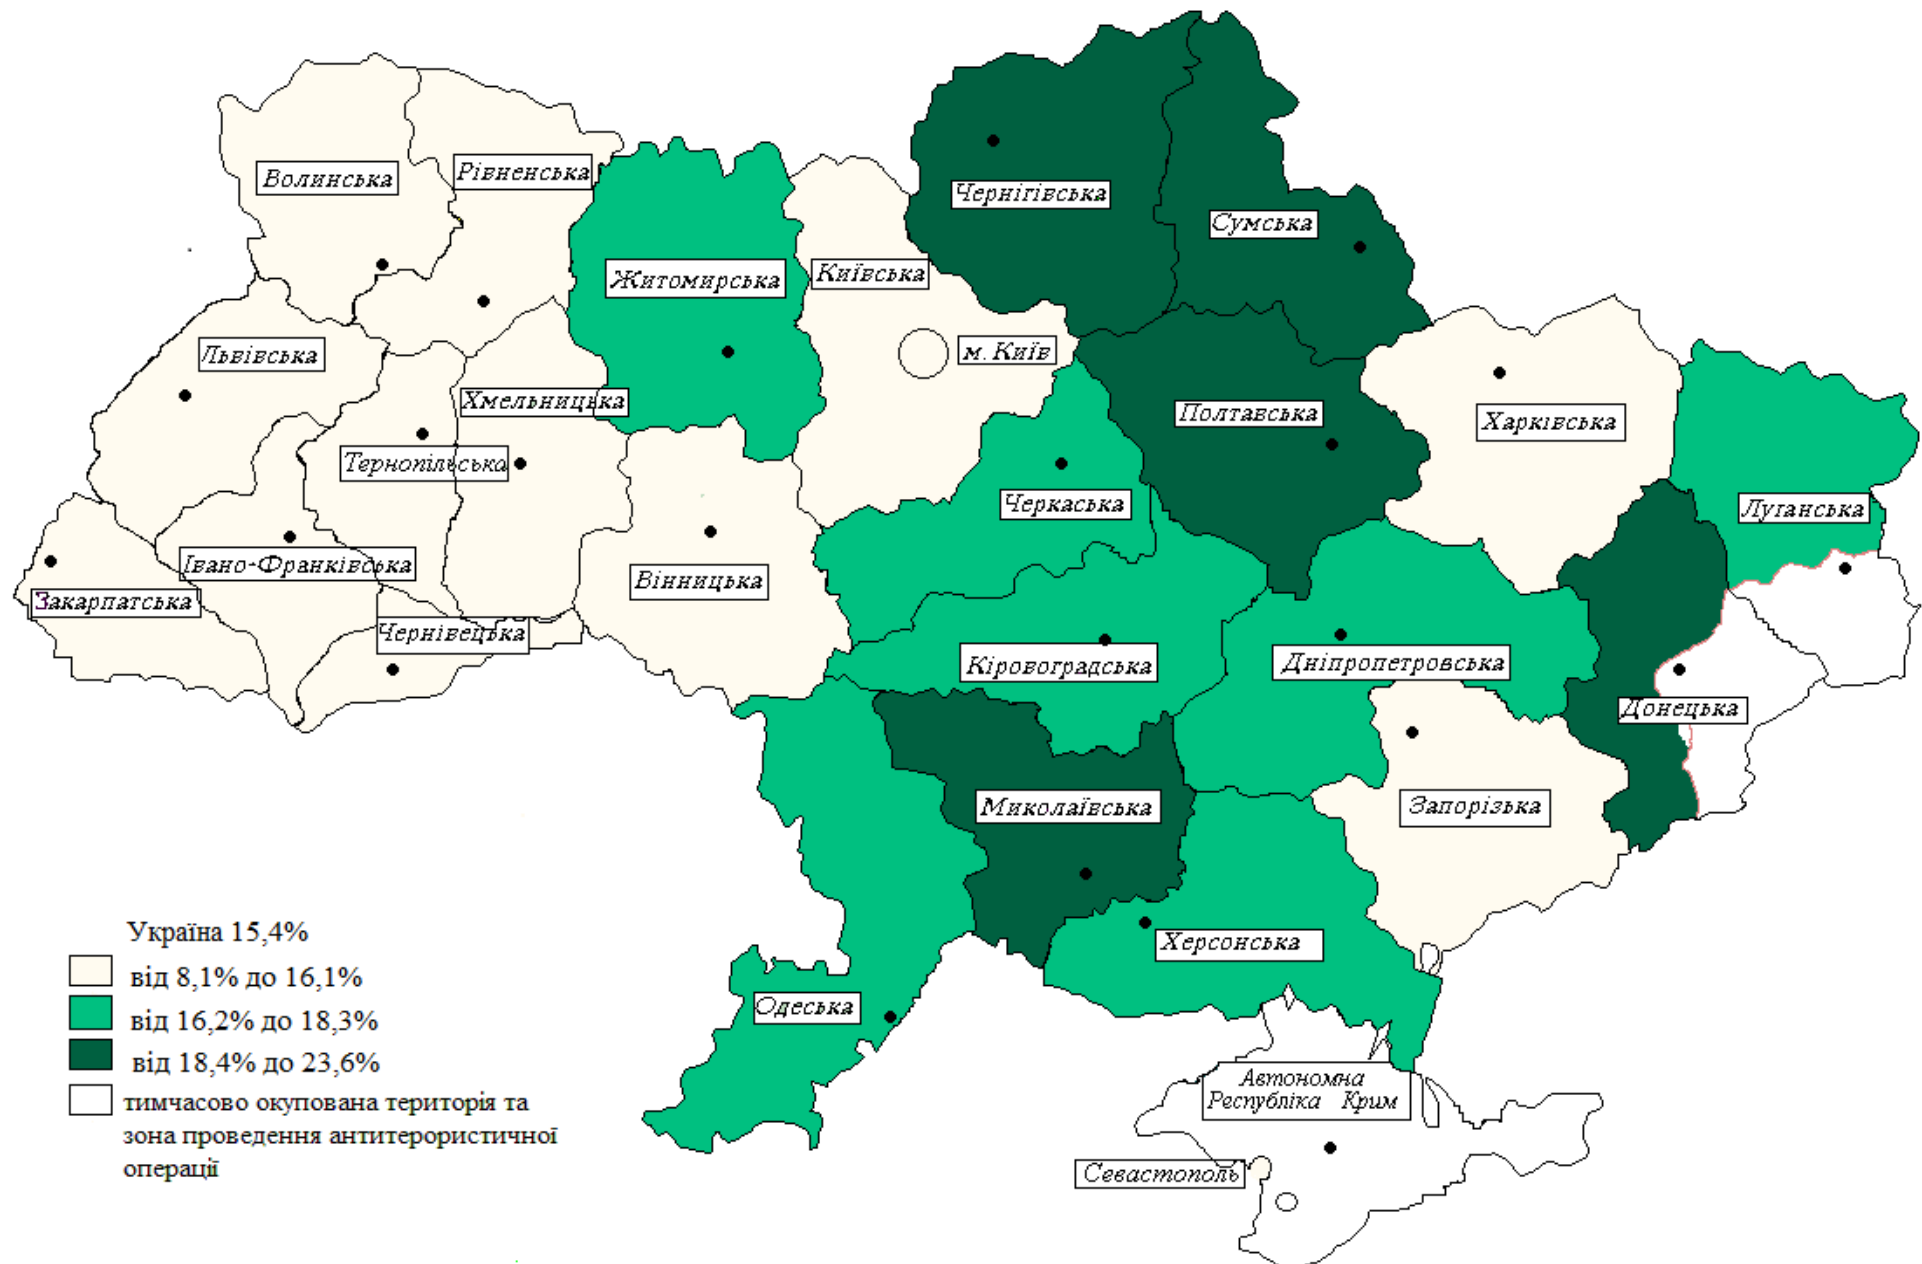 Волинська
Рівненська
Чернігівська
Сумська
Житомирська
Київська
м. Київ
Львівська
Хмельницька
Тернопільська
Полтавська
Харківська
Черкаська
Луганська
Івано-Франківська
Закарпатська
Вінницька
Чернівецька
Кіровоградська
Дніпропетровська
Донецька
Миколаївська
Запорізька
Херсонська
Одеська
Автономна
Республіка Крим
Севастополь
Україна 15,4%
від 8,1% до 16,1%
від 16,2% до 18,3%
від 18,4% до 23,6%
тимчасово окупована територія та
зона проведення антитерористичної
операції